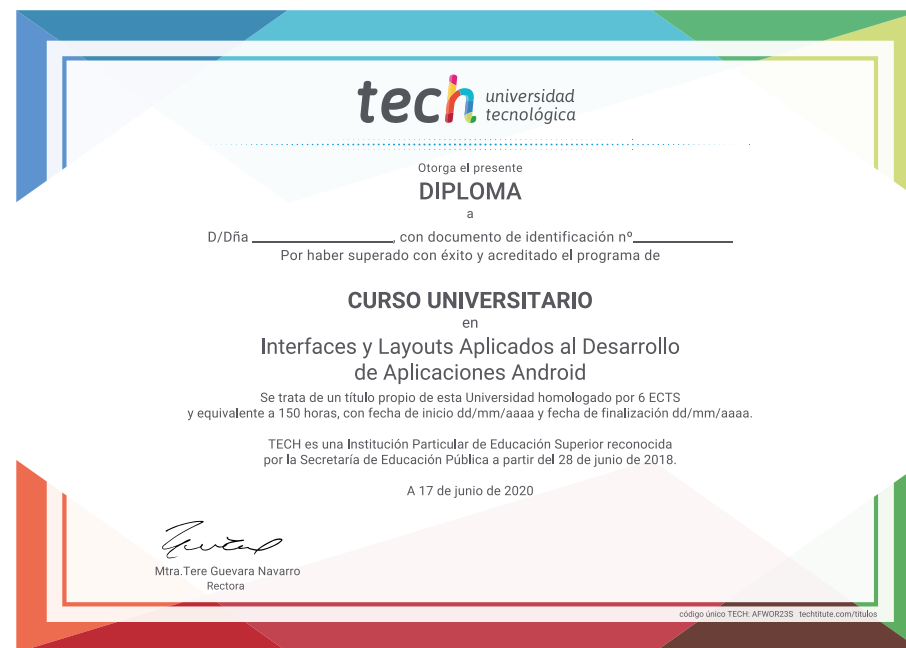 tech universidad
tecnológica
Otorga el presente
DIPLOMA
a
D/Dña ____________________, con documento de identificación nº______________
Por haber superado con éxito y acreditado el programa de
CURSO UNIVERSITARIO
en
Interfaces y Layouts Aplicados al Desarrollo
de Aplicaciones Android
Se trata de un título propio de esta Universidad homologado por 6 ECTS
y equivalente a 150 horas, con fecha de inicio dd/mm/aaaa y fecha de finalización dd/mm/aaaa.
TECH es una Institución Particular de Educación Superior reconocida
por la Secretaría de Educación Pública a partir del 28 de junio de 2018.
A 17 de junio de 2020
Mtra.Tere Guevara Navarro
Rectora
código único TECH: AFWOR23S techtitute.com/titulos